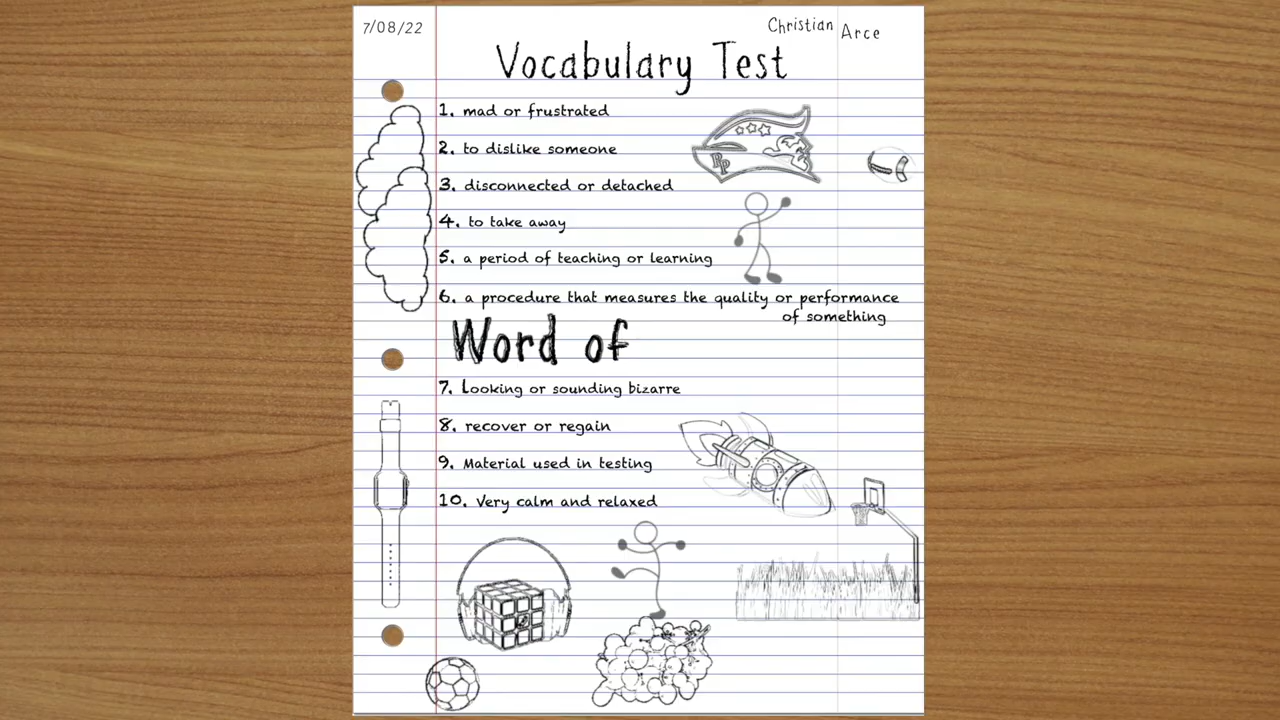 7/08/22
Christian Arce
Vocabulary Test
1. mad or frustrated
2. to dislike someone
3. disconnected or detached
4. to take away
5. a period of teaching or learning
6. a procedure that measures the quality or performance
of something
Word of
7. Looking or sounding bizarre
8. recover or regain
9. Material used in testing
10. Very calm and relaxed
PP